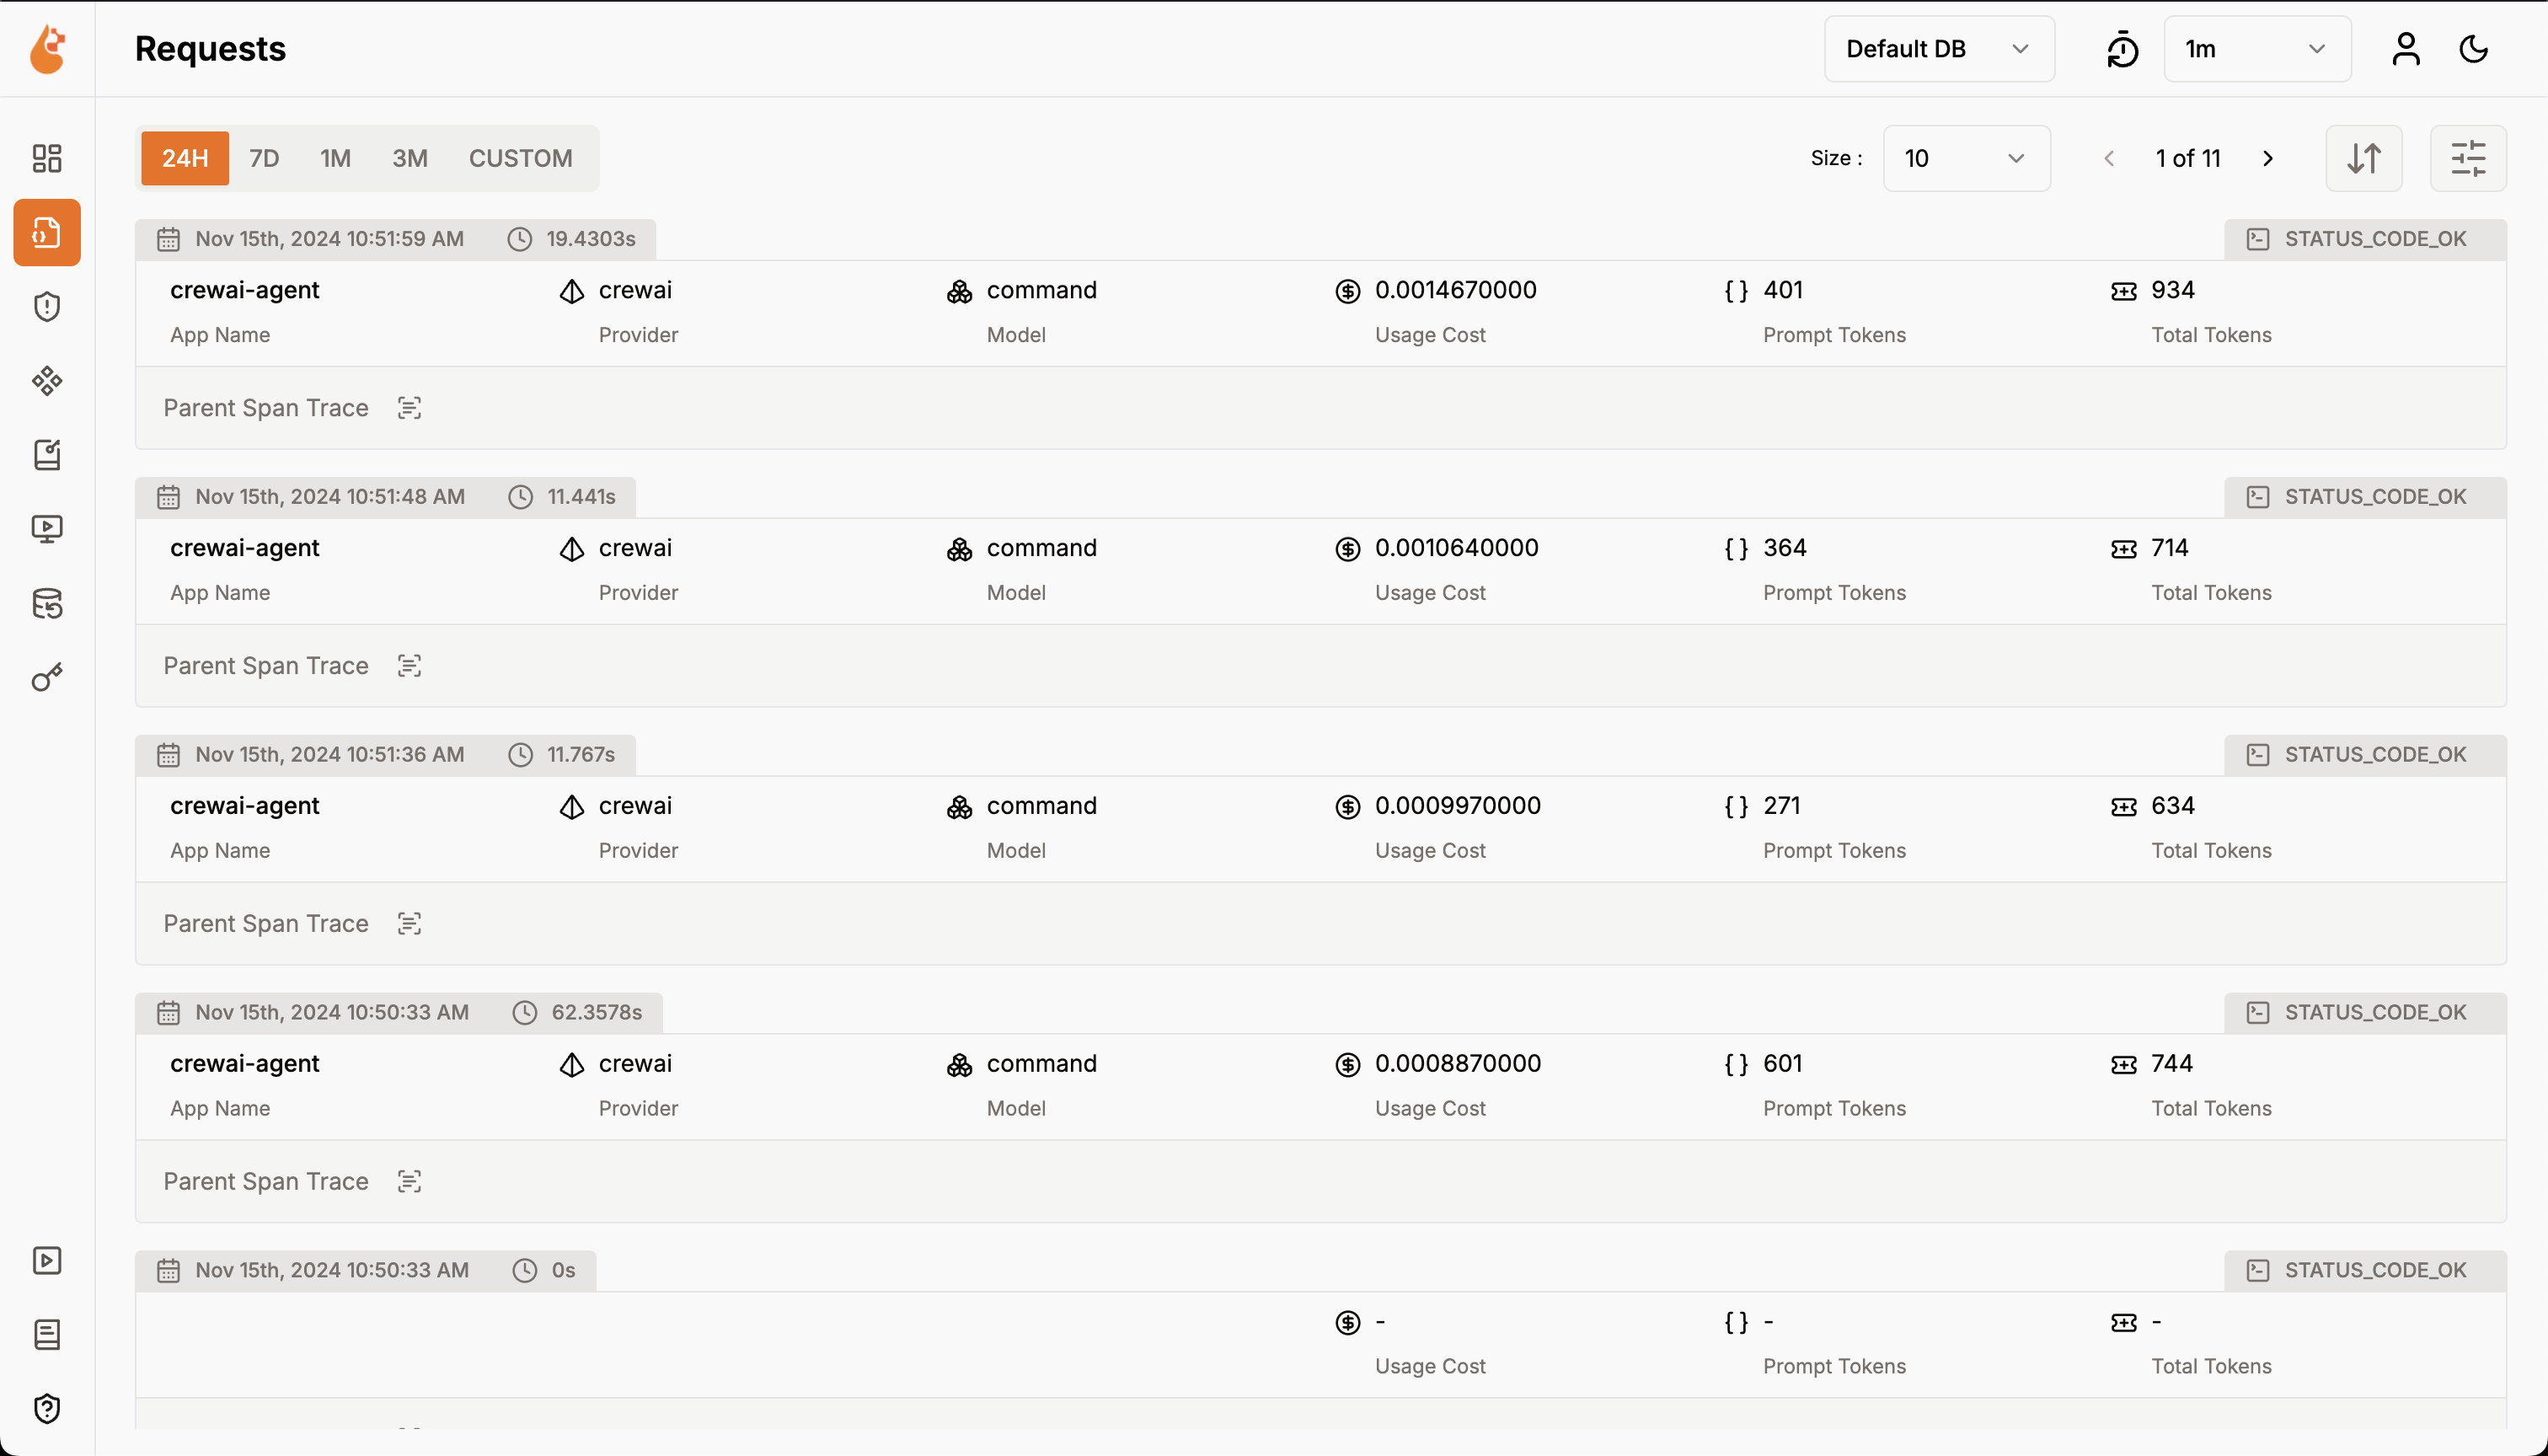 Requests
Default DB
1m
24H 7D 1M 3M CUSTOM
Size : 10 1 of 11
Nov 15th, 2024 10:51:59 AM 19.4303s STATUS_CODE_OK
crewai-agent crewai command 0.0014670000 { } 401 934
App Name Provider Model Usage Cost Prompt Tokens Total Tokens
Parent Span Trace
Nov 15th, 2024 10:51:48 AM 11.441s STATUS_CODE_OK
crewai-agent crewai command 0.0010640000 { } 364 714
App Name Provider Model Usage Cost Prompt Tokens Total Tokens
Parent Span Trace
Nov 15th, 2024 10:51:36 AM 11.767s STATUS_CODE_OK
crewai-agent crewai command 0.0009970000 { } 271 634
App Name Provider Model Usage Cost Prompt Tokens Total Tokens
Parent Span Trace
Nov 15th, 2024 10:50:33 AM 62.3578s STATUS_CODE_OK
crewai-agent crewai command 0.0008870000 { } 601 744
App Name Provider Model Usage Cost Prompt Tokens Total Tokens
Parent Span Trace
Nov 15th, 2024 10:50:33 AM 0s STATUS_CODE_OK
- { } - -
Usage Cost Prompt Tokens Total Tokens